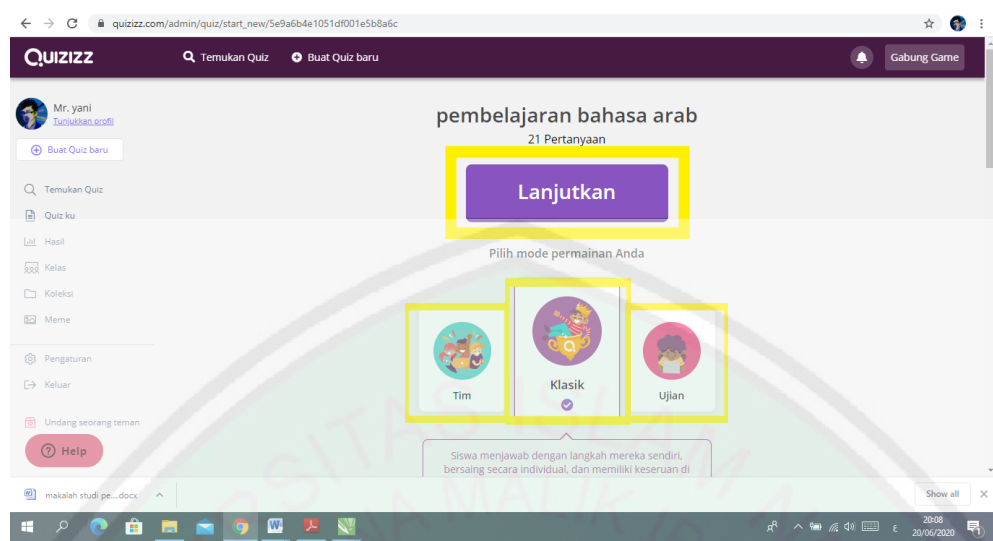 quizizz.com/admin/quiz/start_new/5e9a6b4e1051df001e5b8a6c
QUIZIZZ
Temukan Quiz
Buat Quiz baru
Gabung Game
Mr. yani
Tunjukkan profil
Buat Quiz baru
Temukan Quiz
Quiz ku
Hasil
Kelas
Koleksi
Meme
Pengaturan
Keluar
Undang seorang teman
Help
pembelajaran bahasa arab
21 Pertanyaan
Lanjutkan
Pilih mode permainan Anda
Tim
Klasik
Ujian
Siswa menjawab dengan langkah mereka sendiri,
bersaing secara individual, dan memiliki keseruan di
makalah studi pe....docx
Show all
ع
20:08
20/06/2020